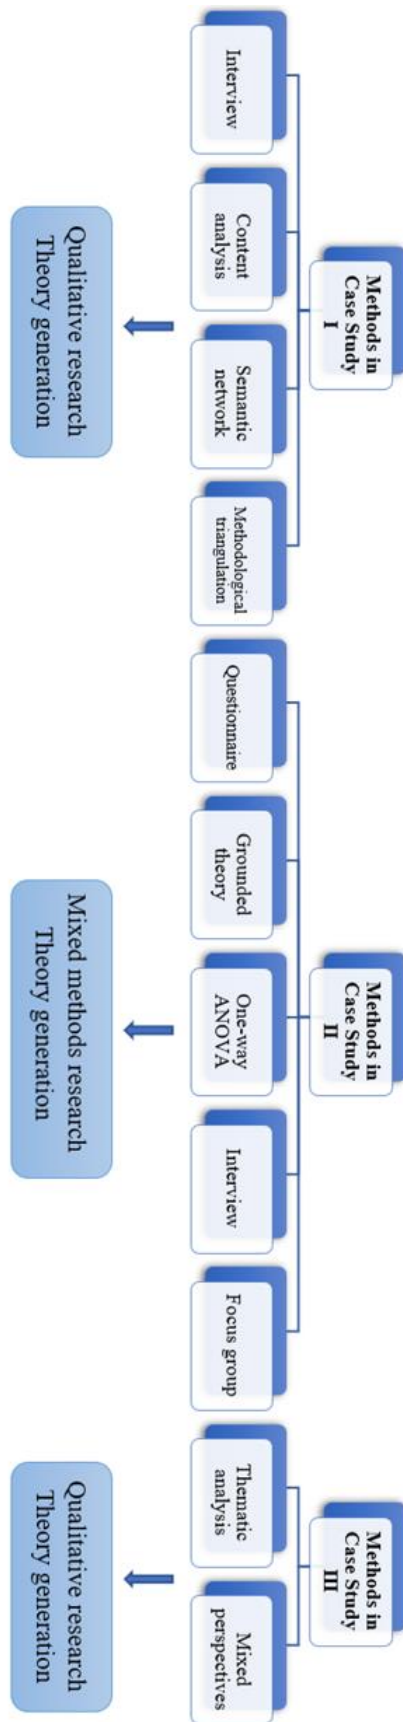 Methods in
Case Study
I
Interview
Content
analysis
Semantic
network
Methodological
triangulation
Qualitative research
Theory generation
Methods in
Case Study
II
Questionnaire
Grounded
theory
One-way
ANOVA
Interview
Focus group
Mixed methods research
Theory generation
Methods in
Case Study
III
Thematic
analysis
Mixed
perspectives
Qualitative research
Theory generation